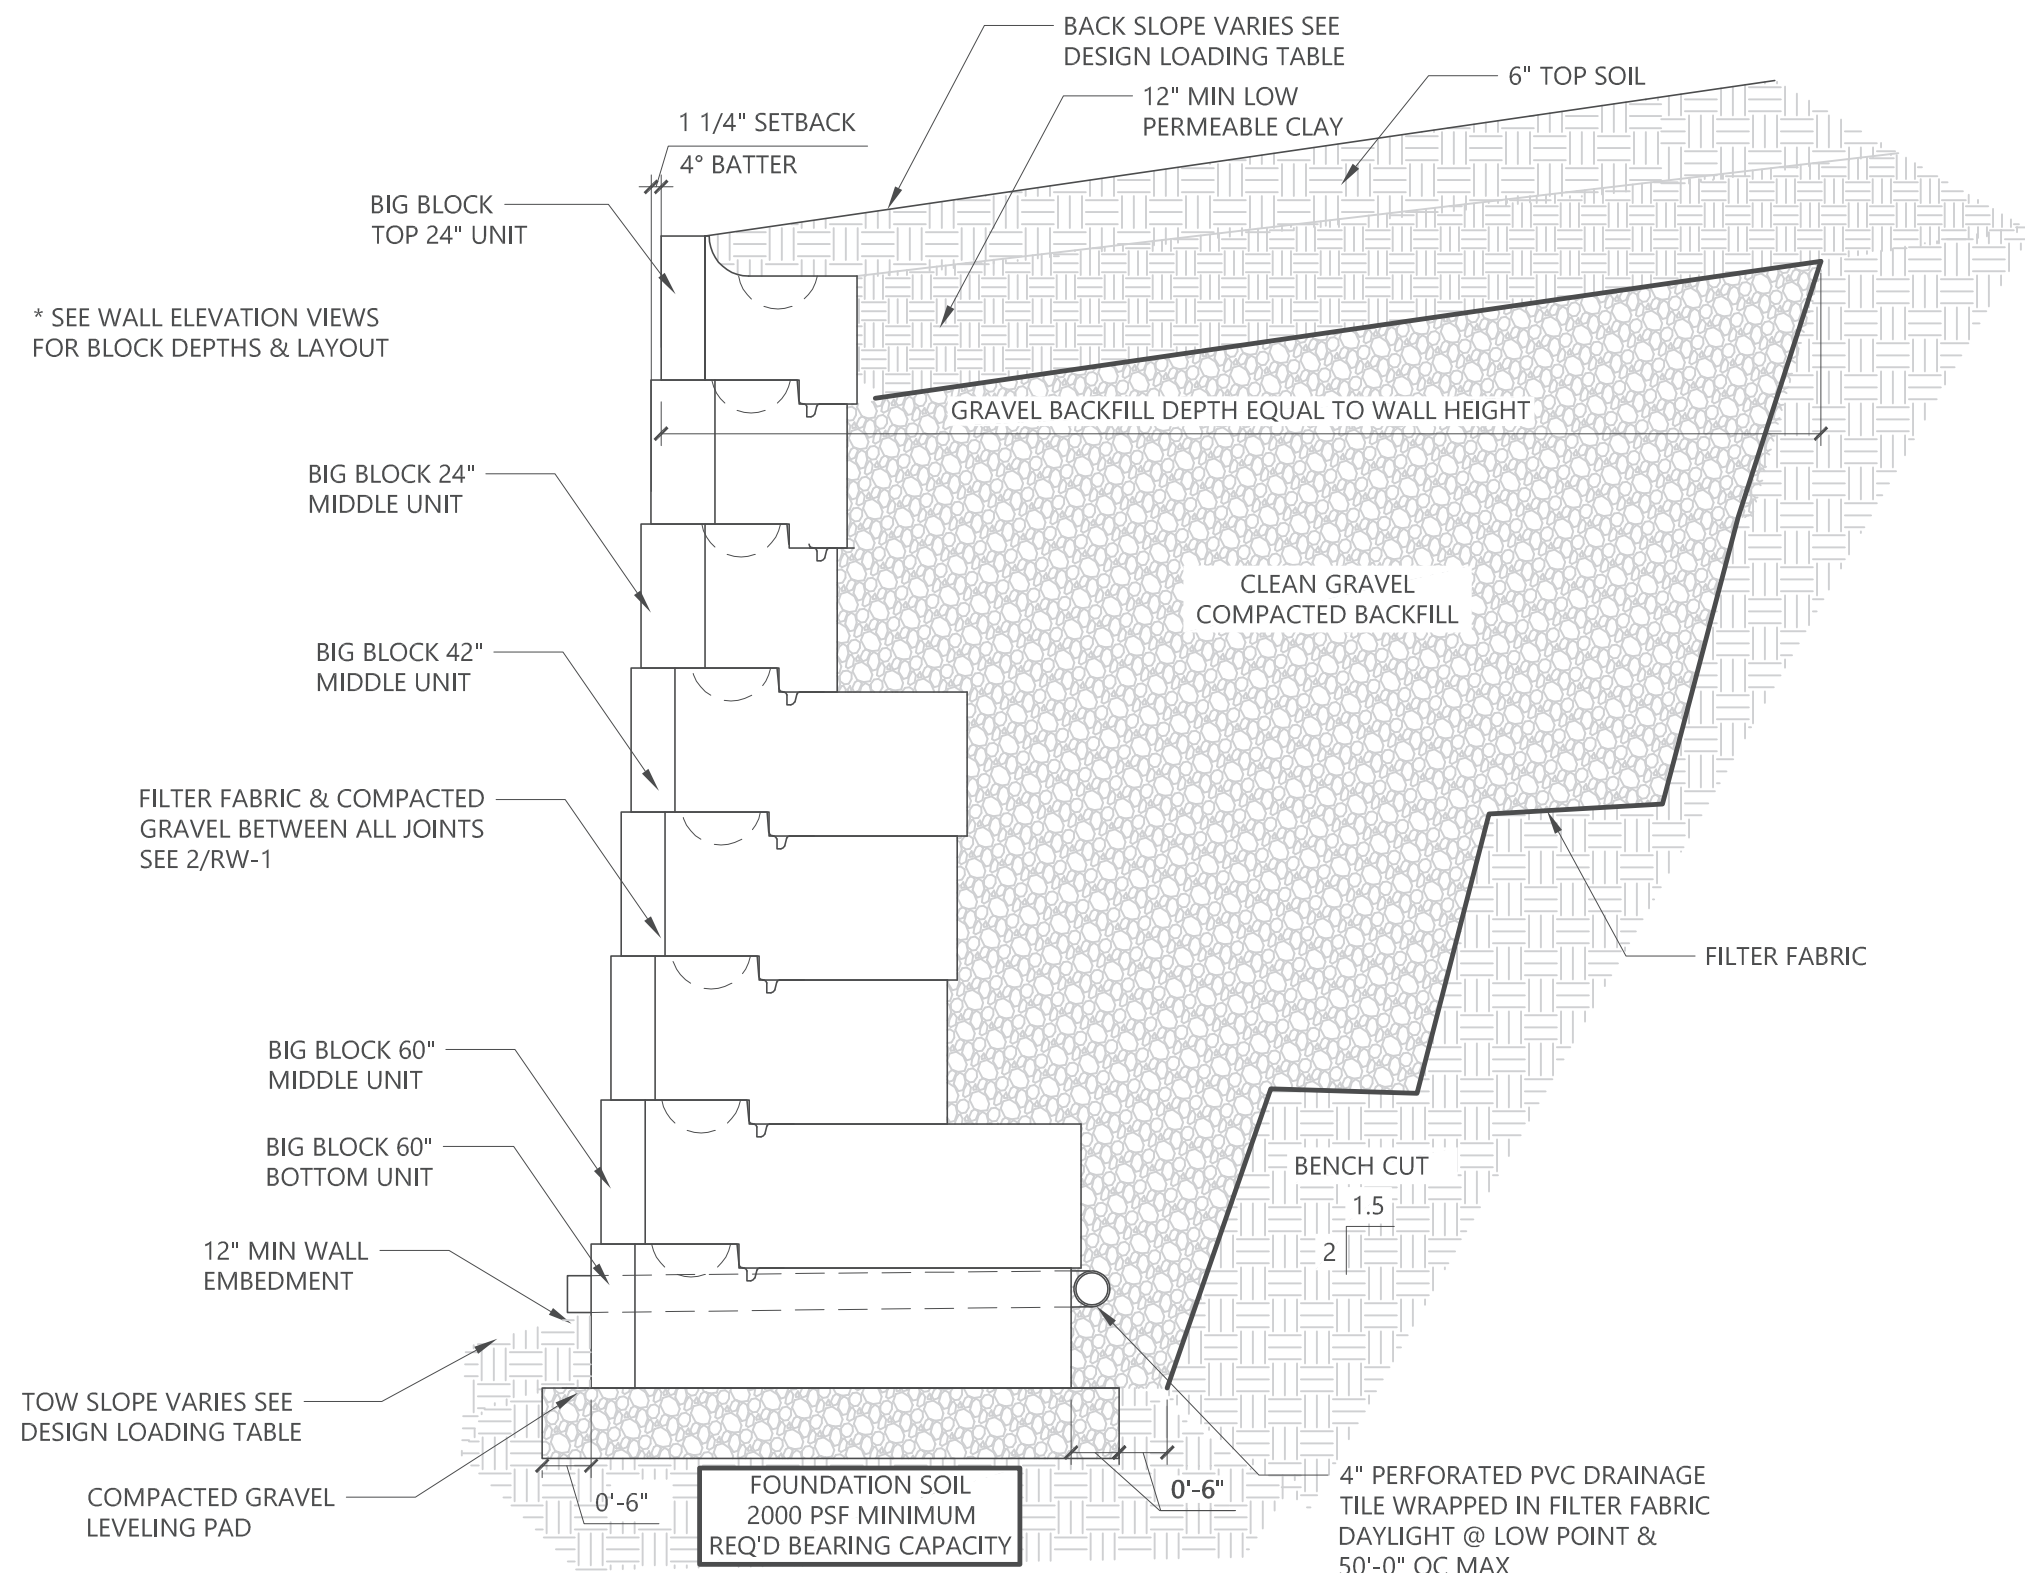 BACK SLOPE VARIES SEE
DESIGN LOADING TABLE
6" TOP SOIL
12" MIN LOW
PERMEABLE CLAY
1 1/4" SETBACK
4° BATTER
BIG BLOCK
TOP 24" UNIT
* SEE WALL ELEVATION VIEWS
FOR BLOCK DEPTHS & LAYOUT
GRAVEL BACKFILL DEPTH EQUAL TO WALL HEIGHT
BIG BLOCK 24"
MIDDLE UNIT
CLEAN GRAVEL
COMPACTED BACKFILL
BIG BLOCK 42"
MIDDLE UNIT
FILTER FABRIC & COMPACTED
GRAVEL BETWEEN ALL JOINTS
SEE 2/RW-1
FILTER FABRIC
BIG BLOCK 60"
MIDDLE UNIT
BIG BLOCK 60"
BOTTOM UNIT
BENCH CUT
1.5
2
12" MIN WALL
EMBEDMENT
TOW SLOPE VARIES SEE
DESIGN LOADING TABLE
COMPACTED GRAVEL
LEVELING PAD
0'-6"
FOUNDATION SOIL
2000 PSF MINIMUM
REQ'D BEARING CAPACITY
0'-6"
4" PERFORATED PVC DRAINAGE
TILE WRAPPED IN FILTER FABRIC
DAYLIGHT @ LOW POINT &
50'-0" OC MAX